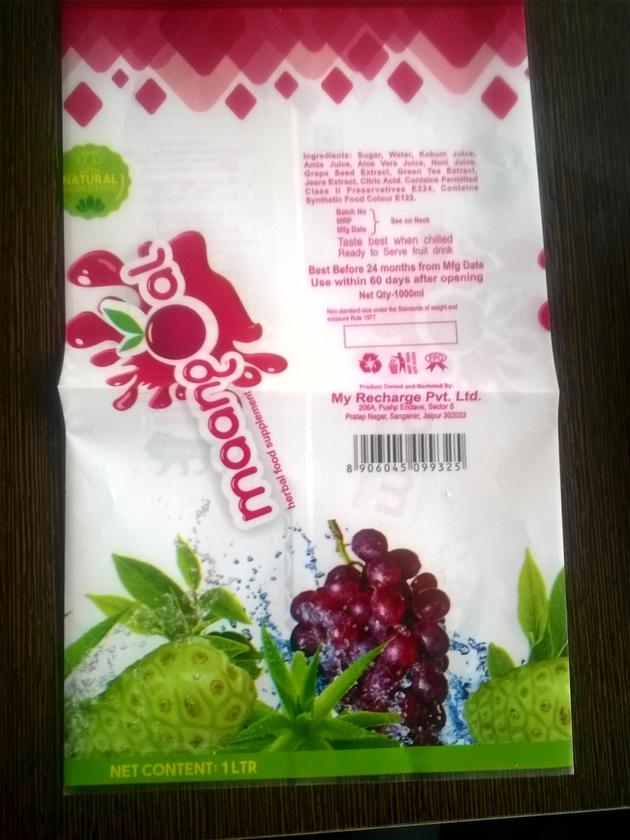 NATURAL
INGREDIENTS
maangosh
herbal food supplement
Ingredients: Sugar, Water, Kokum Juice,
Amla Juice, Aloe Vera Juice, Noni Juice,
Grape Seed Extract, Green Tea Extract,
Jeera Extract, Citric Acid. Contains Permitted
Class II Preservatives E224, Contains
Synthetic Food Colour E122.
Batch No
MRP
Mfg Date
See on Neck
Taste best when chilled
Ready to Serve fruit drink
Best Before 24 months from Mfg Date
Use within 60 days after opening
Net Qty-1000ml
Non standard size under the Standards of weight and
measure Rule 1977
FPO
Product Owned and Marketed By:
My Recharge Pvt. Ltd.
206A, Pushp Enclave, Sector 5
Pratap Nagar, Sanganer, Jaipur 302033
8 906045 099325
NET CONTENT: 1 LTR